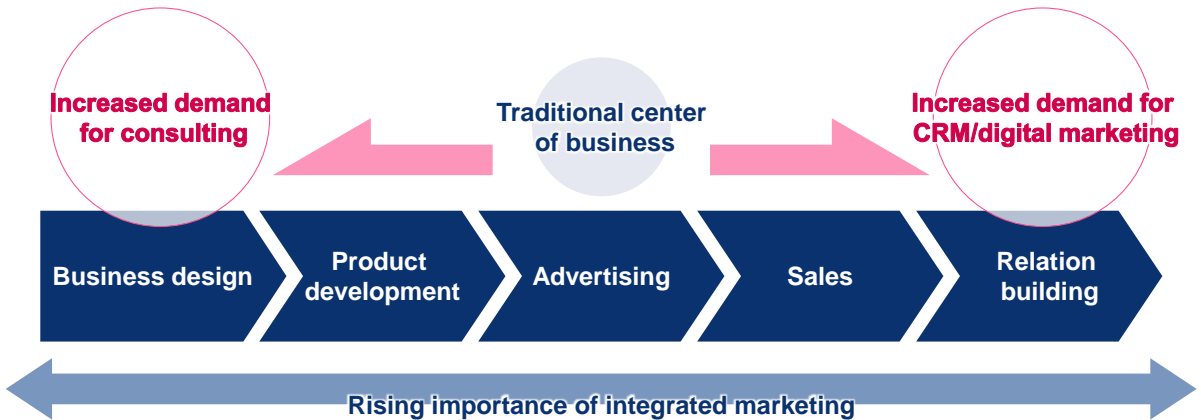 Increased demand
for consulting
Traditional center
of business
Increased demand for
CRM/digital marketing
Business design
Product
development
Advertising
Sales
Relation
building
Rising importance of integrated marketing